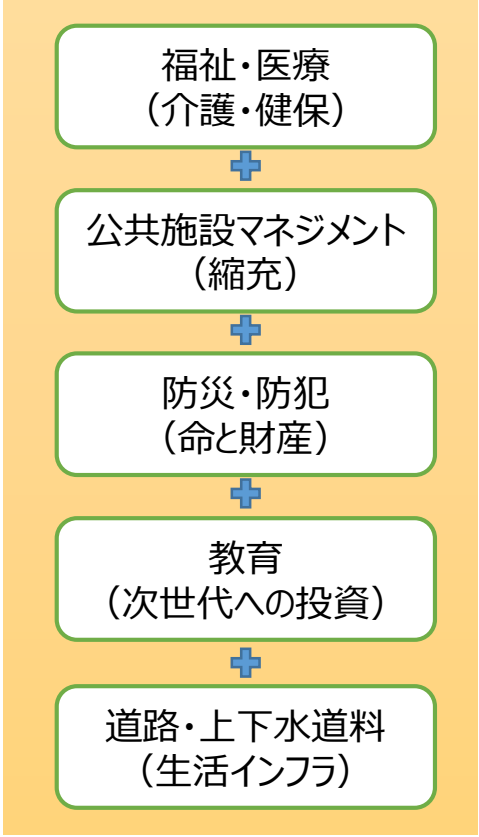 福祉・医療
（介護・健保）
公共施設マネジメント
（縮充）
防災・防犯
（命と財産）
教育
（次世代への投資）
道路・上下水道料
（生活インフラ）